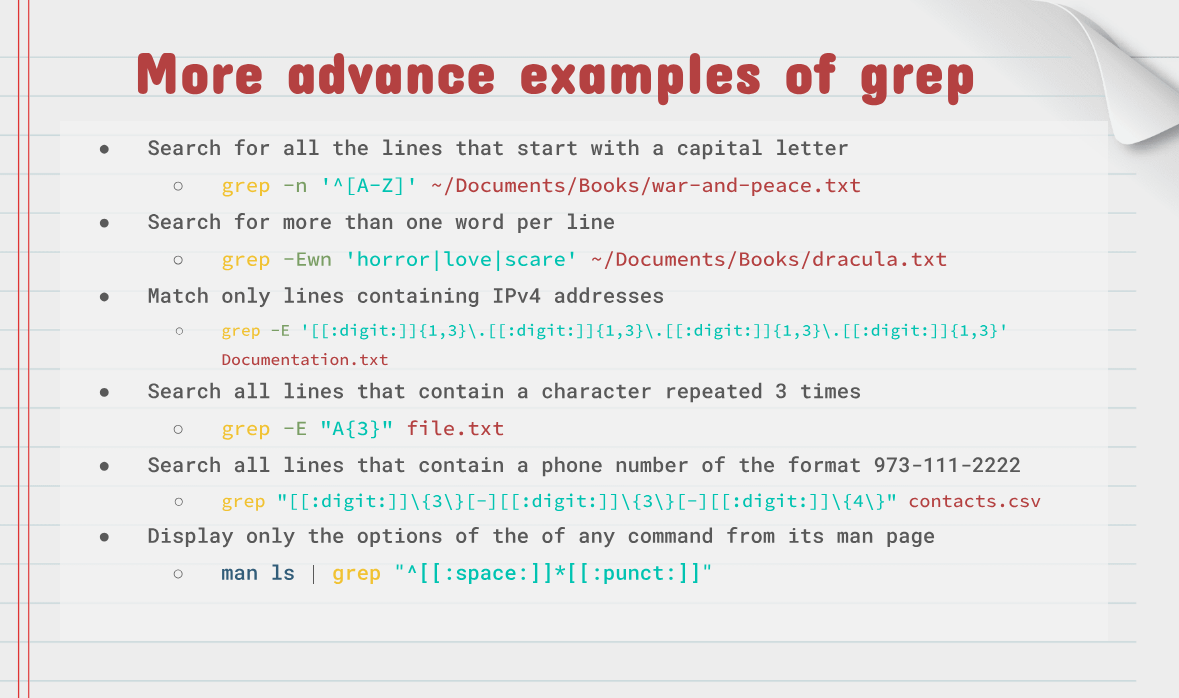 More advance examples of grep
● Search for all the lines that start with a capital letter
○ grep -n '^[A-Z]' ~/Documents/Books/war-and-peace.txt
● Search for more than one word per line
○ grep -Ewn 'horror|love|scare' ~/Documents/Books/dracula.txt
● Match only lines containing IPv4 addresses
○ grep -E '[[:digit:]]{1,3}\.[[:digit:]]{1,3}\.[[:digit:]]{1,3}\.[[:digit:]]{1,3}'
Documentation.txt
● Search all lines that contain a character repeated 3 times
○ grep -E "A{3}" file.txt
● Search all lines that contain a phone number of the format 973-111-2222
○ grep "[[:digit:]]\{3\}[-][[:digit:]]\{3\}[-][[:digit:]]\{4\}" contacts.csv
● Display only the options of the of any command from its man page
○ man ls | grep "^[[:space:]]*[[:punct:]]"